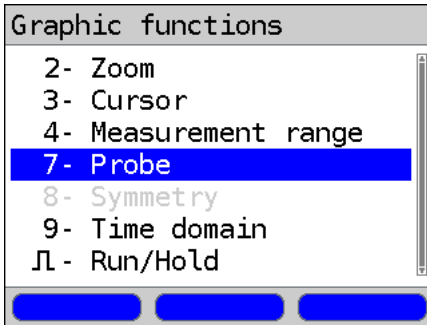 Graphic functions
2- Zoom
3- Cursor
4- Measurement range
7- Probe
8- Symmetry
9- Time domain
⎍- Run/Hold